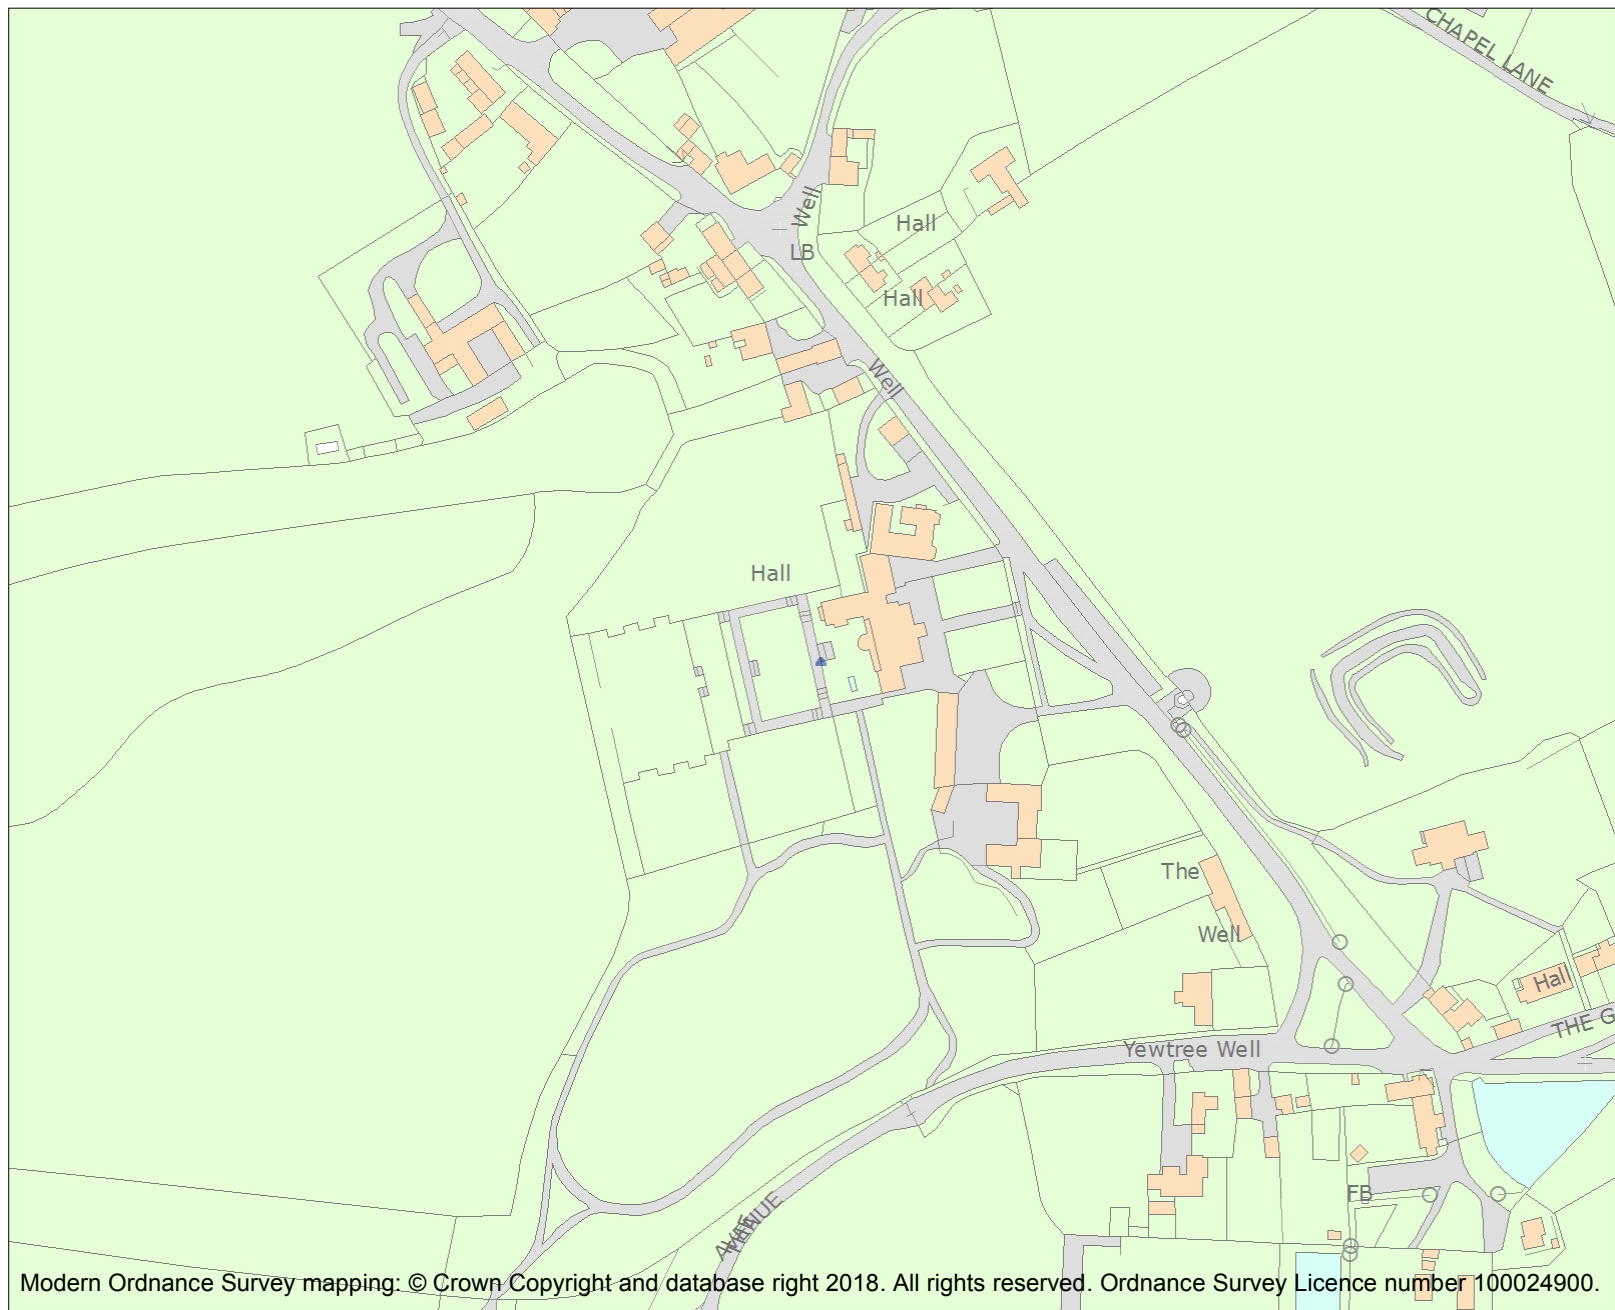 CHAPEL LANE
Well
Hall
LB
Hall
Well
Hall
The
Well
Hall
THE G
Yewtree Well
FB
AVENUE
Modern Ordnance Survey mapping: © Crown Copyright and database right 2018. All rights reserved. Ordnance Survey Licence number 100024900.